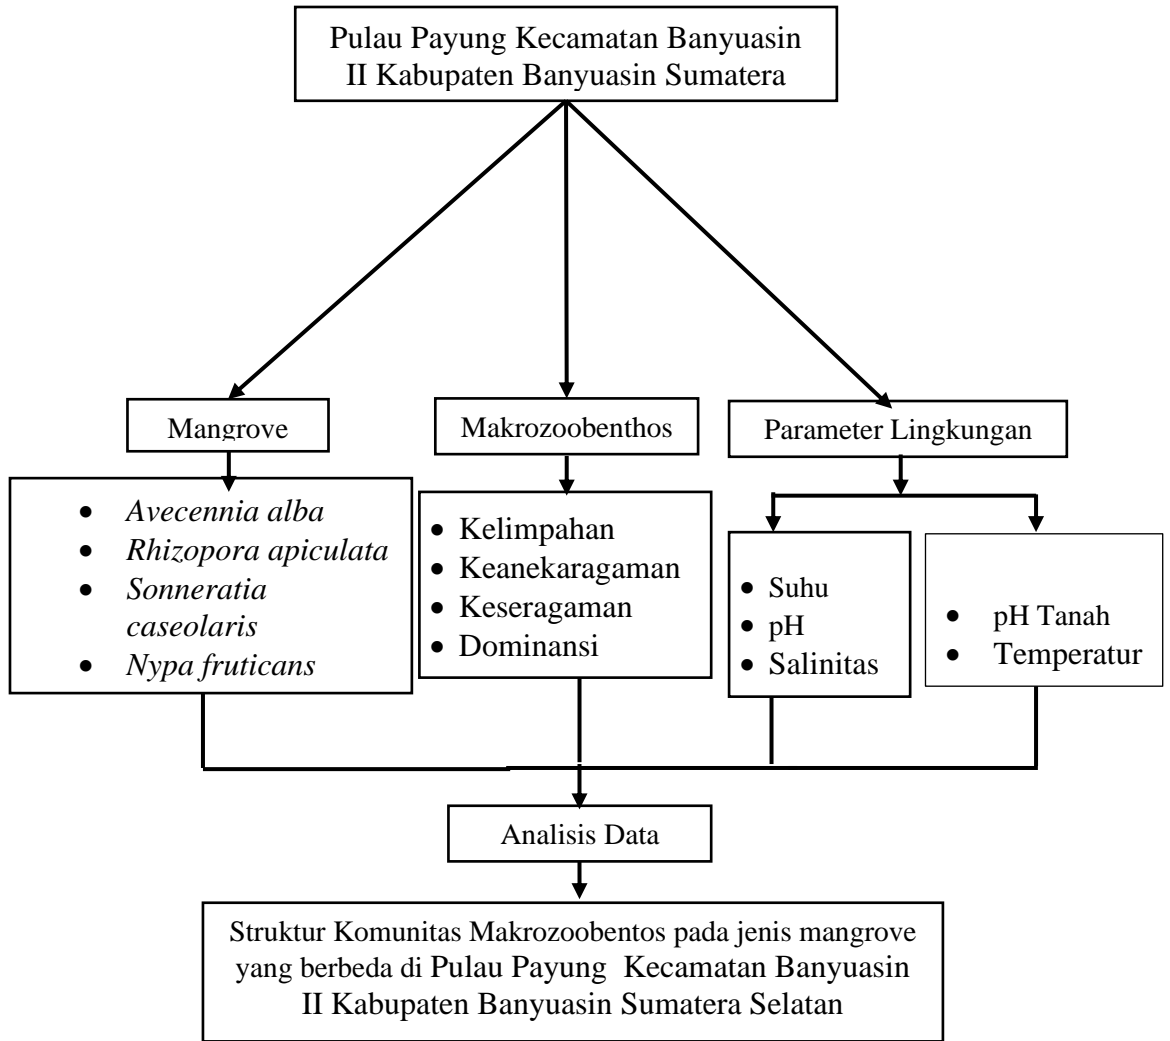 Pulau Payung Kecamatan Banyuasin
II Kabupaten Banyuasin Sumatera
Mangrove
Makrozoobenthos
Parameter Lingkungan
• Avecennia alba
• Rhizopora apiculata
• Sonneratia
caseolaris
• Nypa fruticans
• Kelimpahan
• Keanekaragaman
• Keseragaman
• Dominansi
• Suhu
• pH
• Salinitas
• pH Tanah
• Temperatur
Analisis Data
Struktur Komunitas Makrozoobentos pada jenis mangrove
yang berbeda di Pulau Payung Kecamatan Banyuasin
II Kabupaten Banyuasin Sumatera Selatan